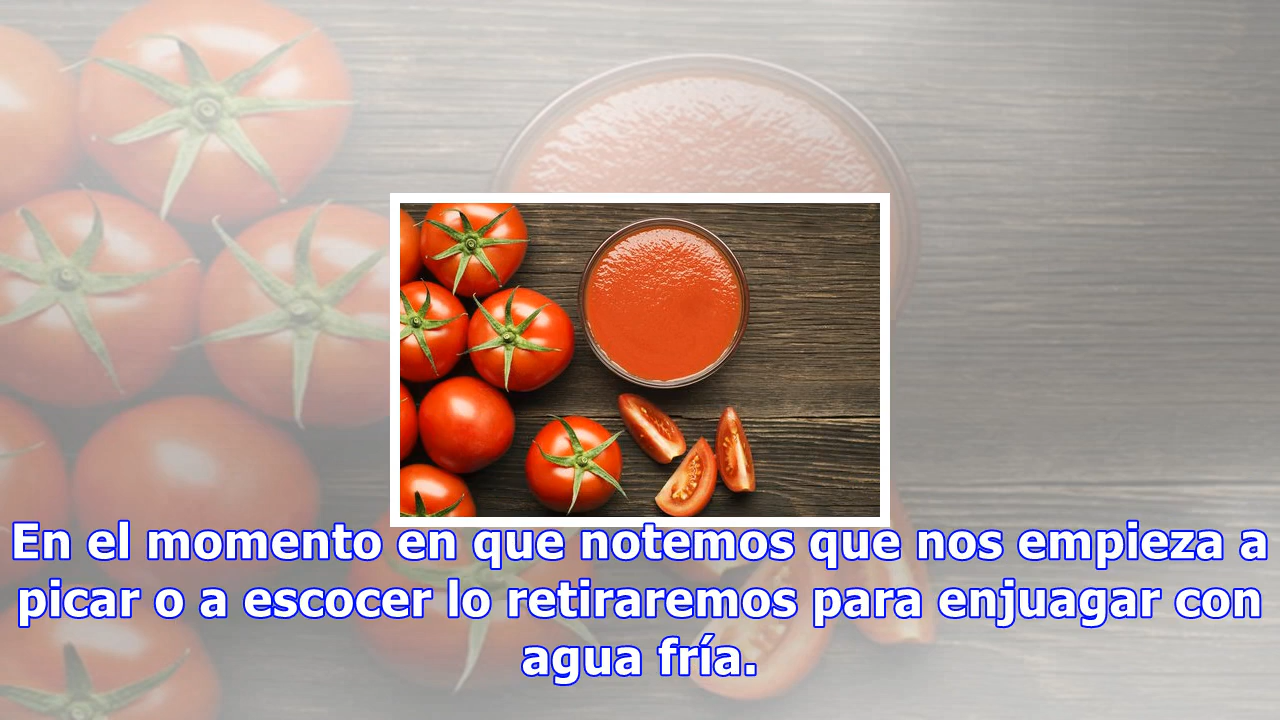 En el momento en que notemos que nos empieza a
picar o a escocer lo retiraremos para enjuagar con
agua fría.